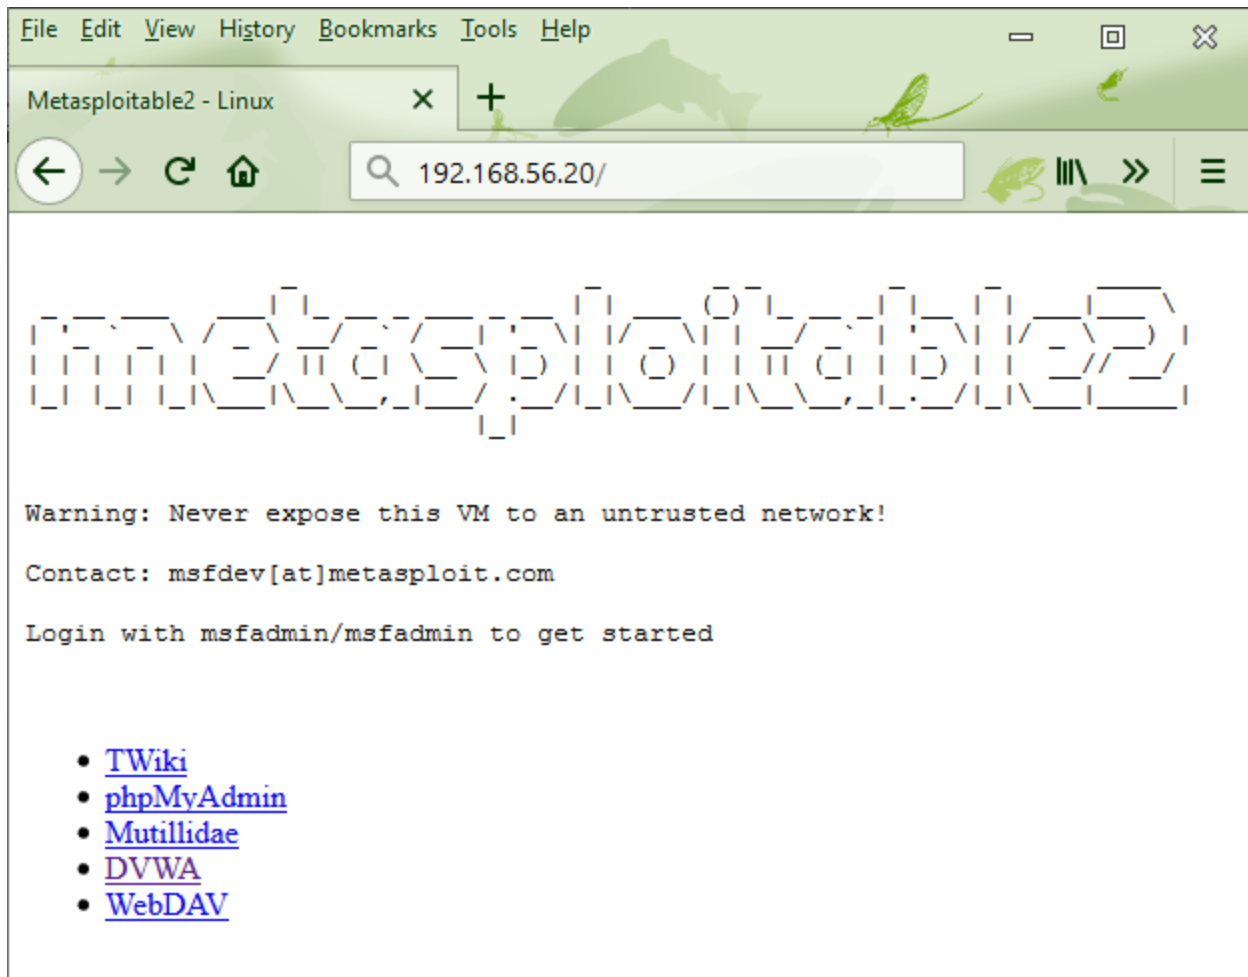 File Edit View History Bookmarks Tools Help
Metasploitable2 - Linux
192.168.56.20/
metasploitable2
Warning: Never expose this VM to an untrusted network!
Contact: msfdev[at]metasploit.com
Login with msfadmin/msfadmin to get started
TWiki
phpMyAdmin
Mutillidae
DVWA
WebDAV